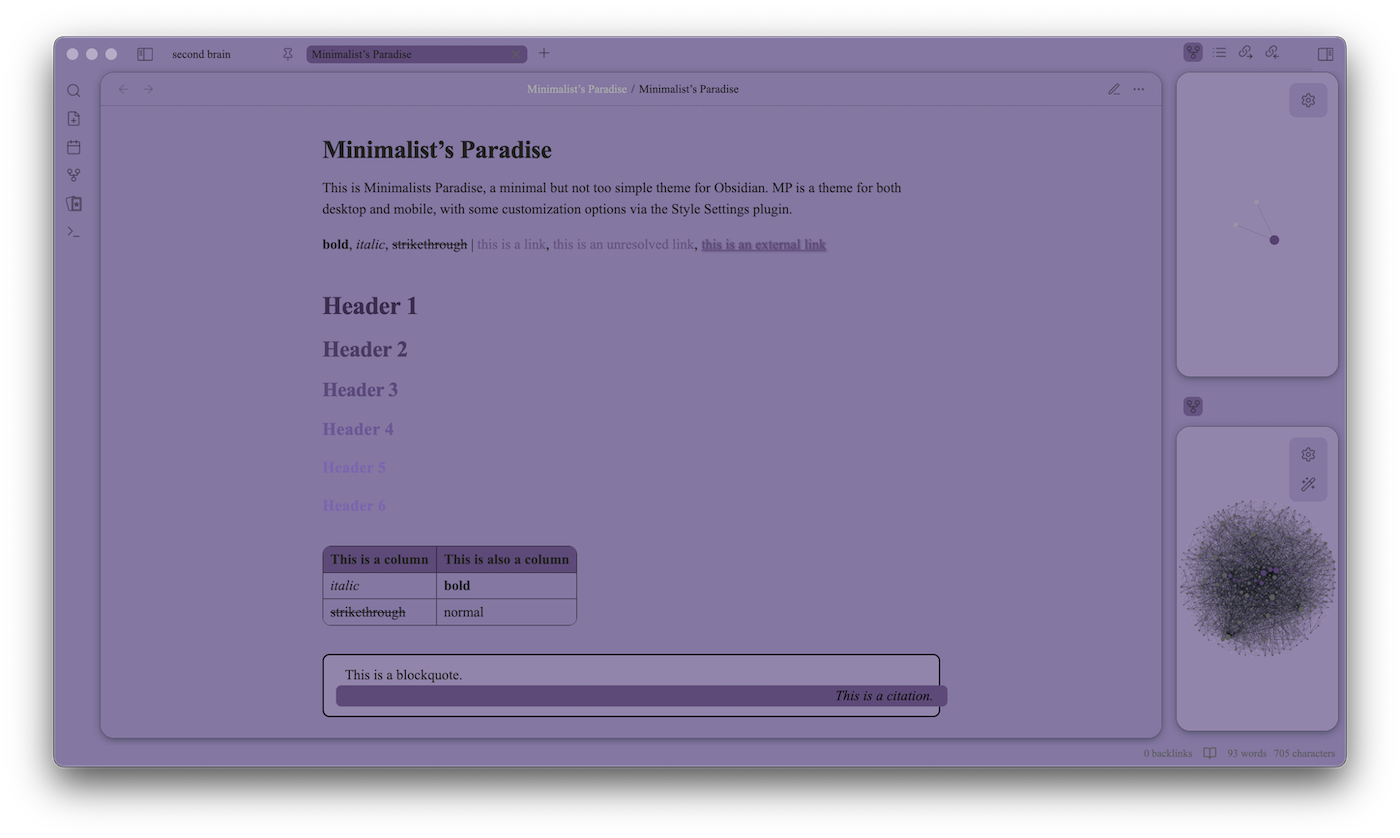 second brain
Minimalist’s Paradise
Minimalist’s Paradise / Minimalist’s Paradise
Minimalist’s Paradise
This is Minimalists Paradise, a minimal but not too simple theme for Obsidian. MP is a theme for both
desktop and mobile, with some customization options via the Style Settings plugin.
bold, italic, strikethrough | this is a link, this is an unresolved link, this is an external link
Header 1
Header 2
Header 3
Header 4
Header 5
Header 6
This is a column This is also a column
italic bold
strikethrough normal
This is a blockquote.
This is a citation.
0 backlinks 93 words 705 characters